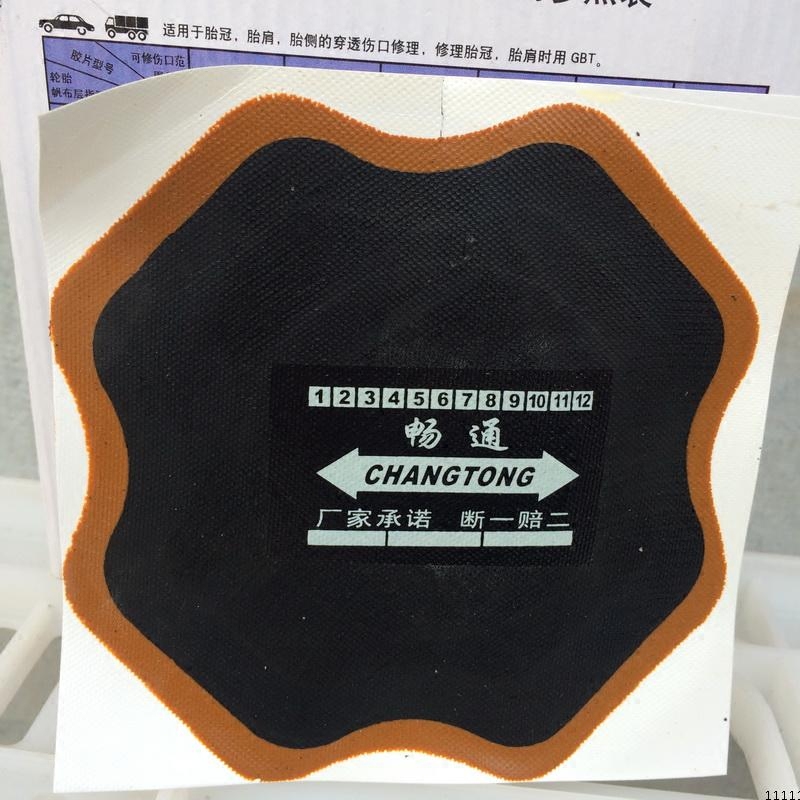 适用于胎冠，胎肩，胎侧的穿透伤口修理，修理胎冠，胎肩时用 GBT。
胶片型号
可修伤口范
轮胎
帆布层指
1 2 3 4 5 6 7 8 9 10 11 12
畅通
CHANGTONG
厂家承诺 断一赔二
11111